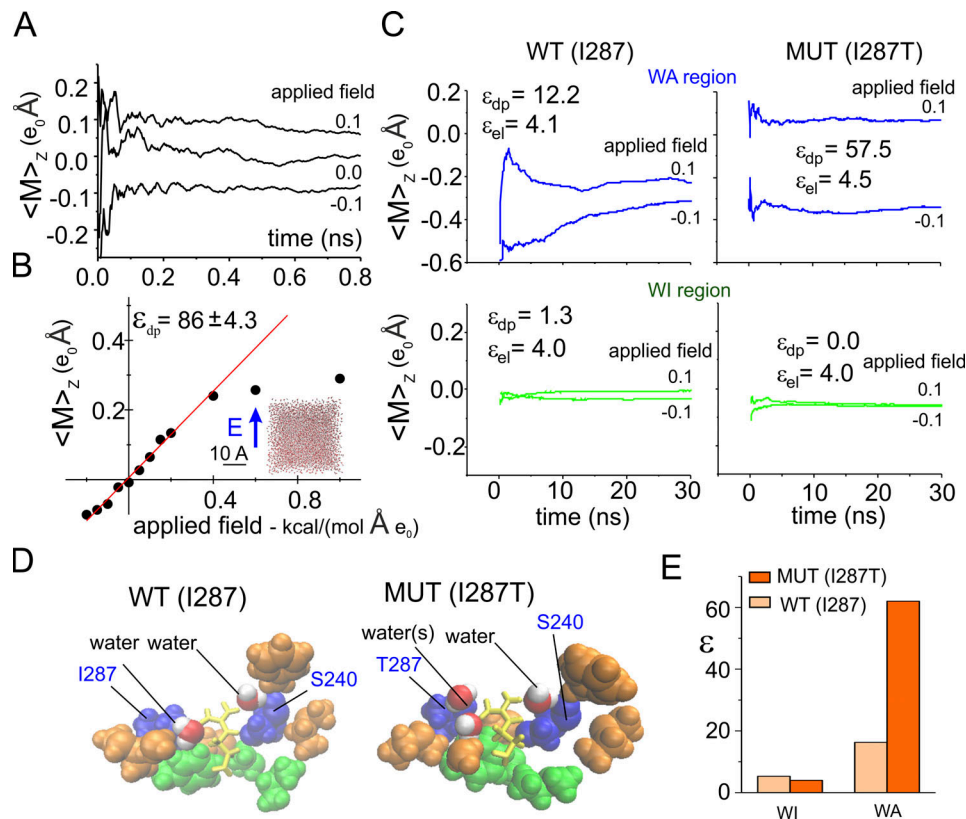 A
<M>z (e₀Å)
0.2
0.1
0.0
-0.1
-0.2
applied field
0.1
0.0
-0.1
time (ns)
0.0
0.2
0.4
0.6
0.8
B
εdp = 86 ±4.3
<M>z (e₀Å)
0.4
0.2
E
10 A
0.4
0.8
applied field - kcal/(mol Å e₀)
C
WT (I287)
MUT (I287T)
WA region
<M>z (e₀Å)
0.2
0.0
-0.2
-0.4
-0.6
εdp = 12.2
εel = 4.1
applied field
0.1
-0.1
applied field
0.1
εdp = 57.5
εel = 4.5
-0.1
WI region
<M>z (e₀Å)
0.2
0.0
-0.2
εdp = 1.3
εel = 4.0
applied field
0.1
-0.1
εdp = 0.0
εel = 4.0
applied field
0.1
-0.1
0
10
20
30
time (ns)
0
10
20
30
time (ns)
D
WT (I287)
water
water
I287
S240
MUT (I287T)
water(s)
water
S240
T287
E
MUT (I287T)
WT (I287)
ε
60
40
20
0
WI
WA